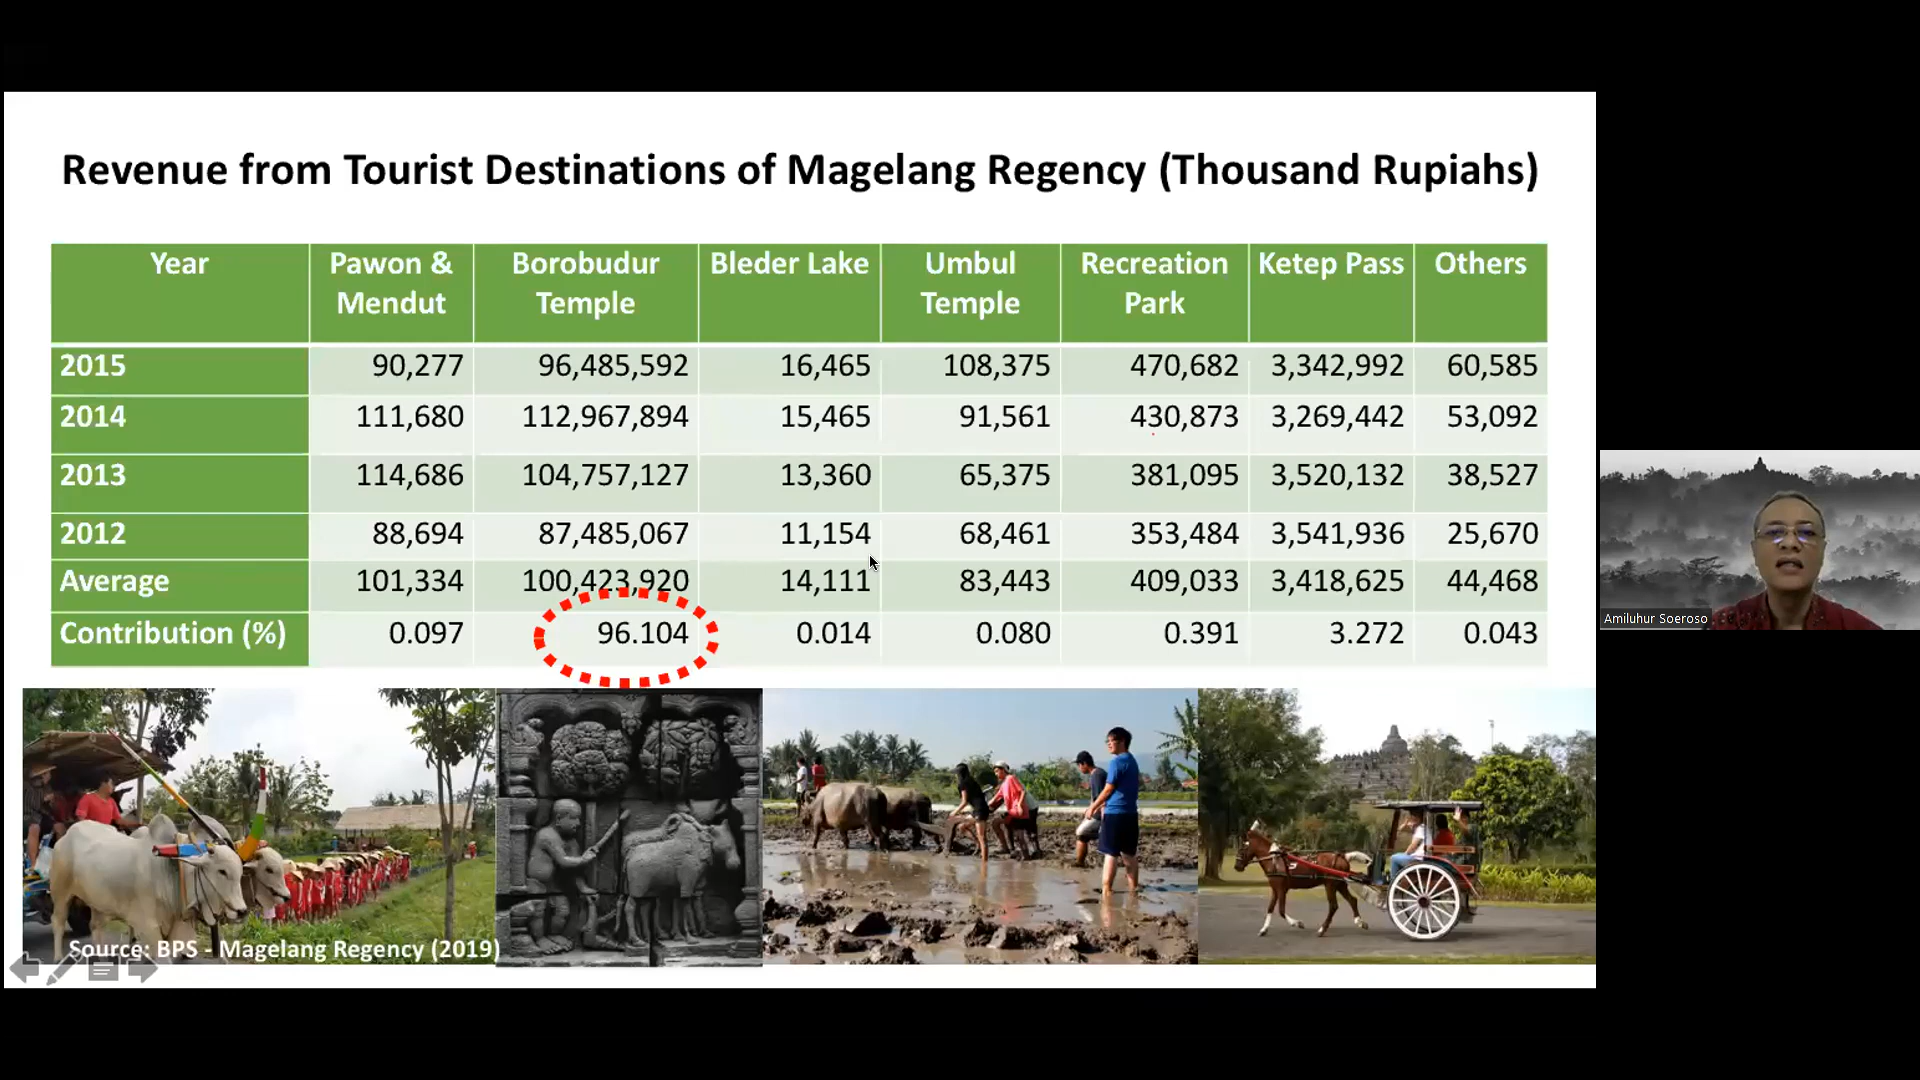 Revenue from Tourist Destinations of Magelang Regency (Thousand Rupiahs)
Year Pawon & Mendut Borobudur Temple Bleder Lake Umbul Temple Recreation Park Ketep Pass Others
2015 90,277 96,485,592 16,465 108,375 470,682 3,342,992 60,585
2014 111,680 112,967,894 15,465 91,561 430,873 3,269,442 53,092
2013 114,686 104,757,127 13,360 65,375 381,095 3,520,132 38,527
2012 88,694 87,485,067 11,154 68,461 353,484 3,541,936 25,670
Average 101,334 100,423,920 14,111 83,443 409,033 3,418,625 44,468
Contribution (%) 0.097 96.104 0.014 0.080 0.391 3.272 0.043
Source: BPS - Magelang Regency (2019)
Amiluhur Soeroso